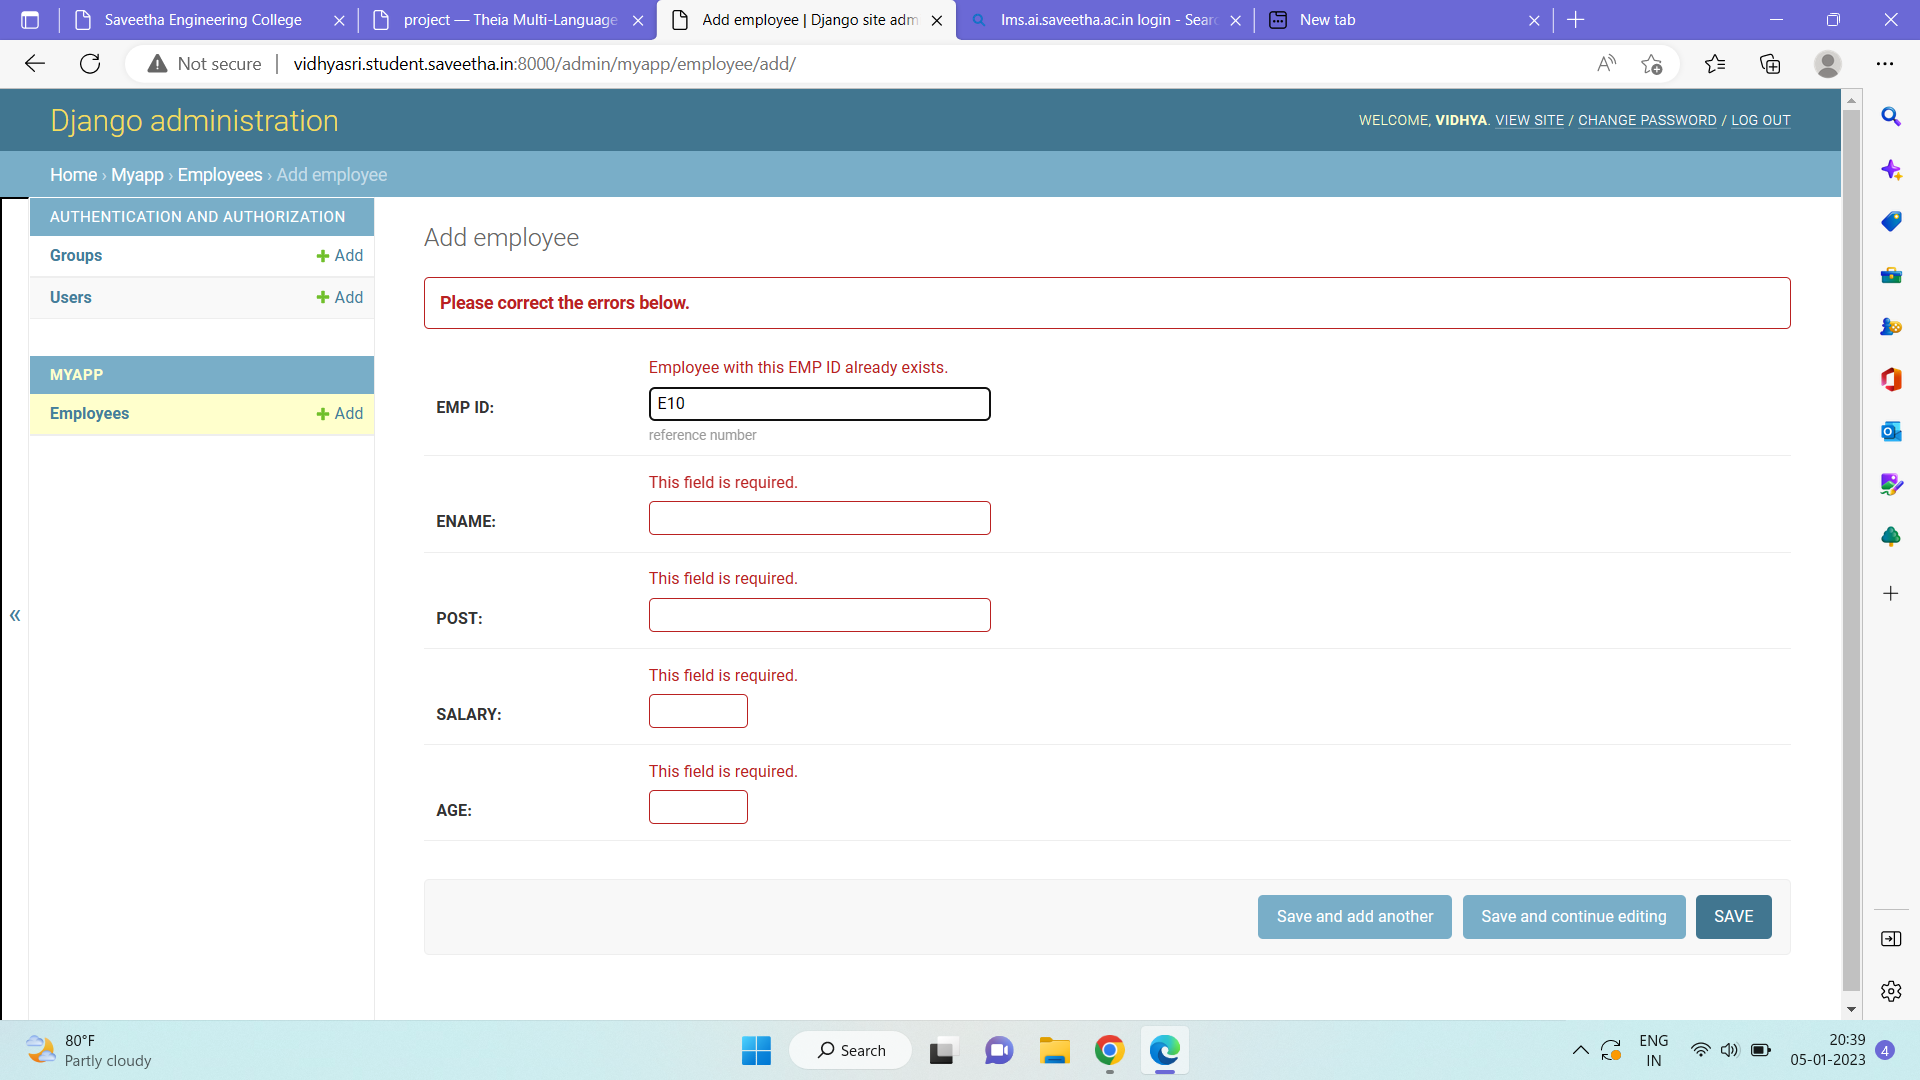 Saveetha Engineering College
project — Theia Multi-Language
Add employee | Django site adm
lms.ai.saveetha.ac.in login - Sear
New tab
Not secure
vidhyasri.student.saveetha.in:8000/admin/myapp/employee/add/
Django administration
WELCOME, VIDHYA. VIEW SITE / CHANGE PASSWORD / LOG OUT
Home › Myapp › Employees › Add employee
AUTHENTICATION AND AUTHORIZATION
Groups
+ Add
Users
+ Add
MYAPP
Employees
+ Add
«
Add employee
Please correct the errors below.
Employee with this EMP ID already exists.
EMP ID:
E10
reference number
This field is required.
ENAME:
This field is required.
POST:
This field is required.
SALARY:
This field is required.
AGE:
Save and add another
Save and continue editing
SAVE
80°F
Partly cloudy
Search
ENG
IN
20:39
05-01-2023
4